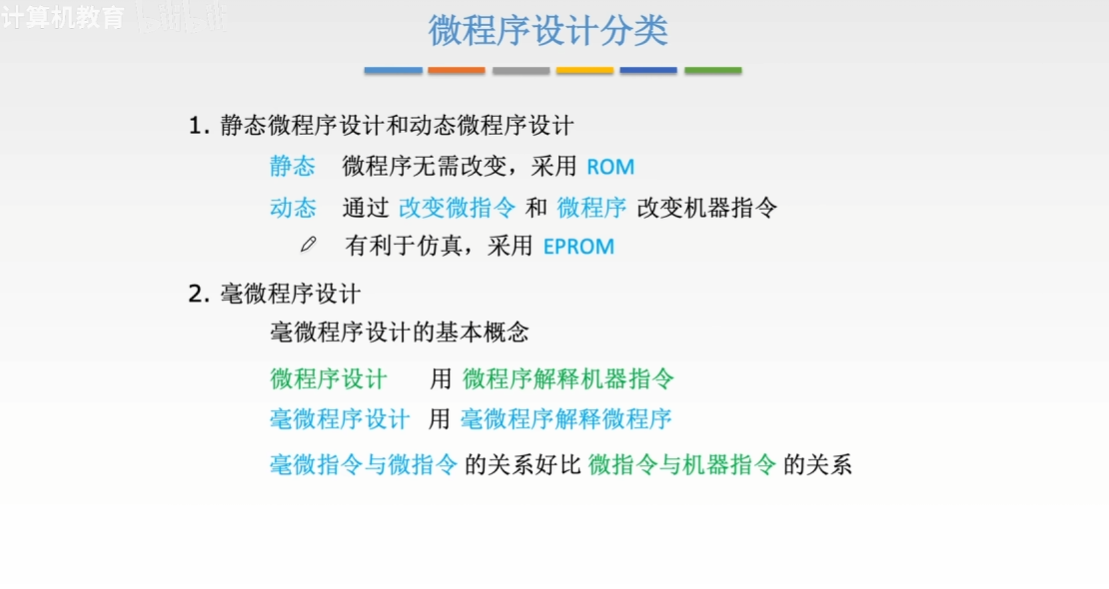 计算机教育
微程序设计分类
1. 静态微程序设计和动态微程序设计
静态 微程序无需改变，采用 ROM
动态 通过 改变微指令 和 微程序 改变机器指令
有利于仿真，采用 EPROM
2. 毫微程序设计
毫微程序设计的基本概念
微程序设计 用 微程序解释机器指令
毫微程序设计 用 毫微程序解释微程序
毫微指令与微指令 的关系好比 微指令与机器指令 的关系